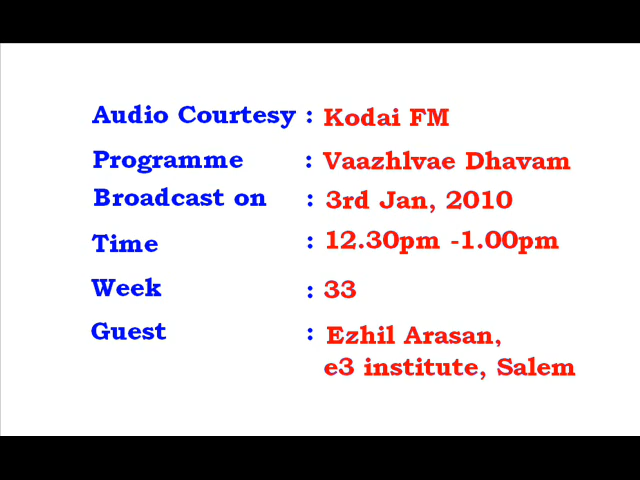 Audio Courtesy : Kodai FM
Programme : Vaazhlvae Dhavam
Broadcast on : 3rd Jan, 2010
Time : 12.30pm -1.00pm
Week : 33
Guest : Ezhil Arasan,
e3 institute, Salem